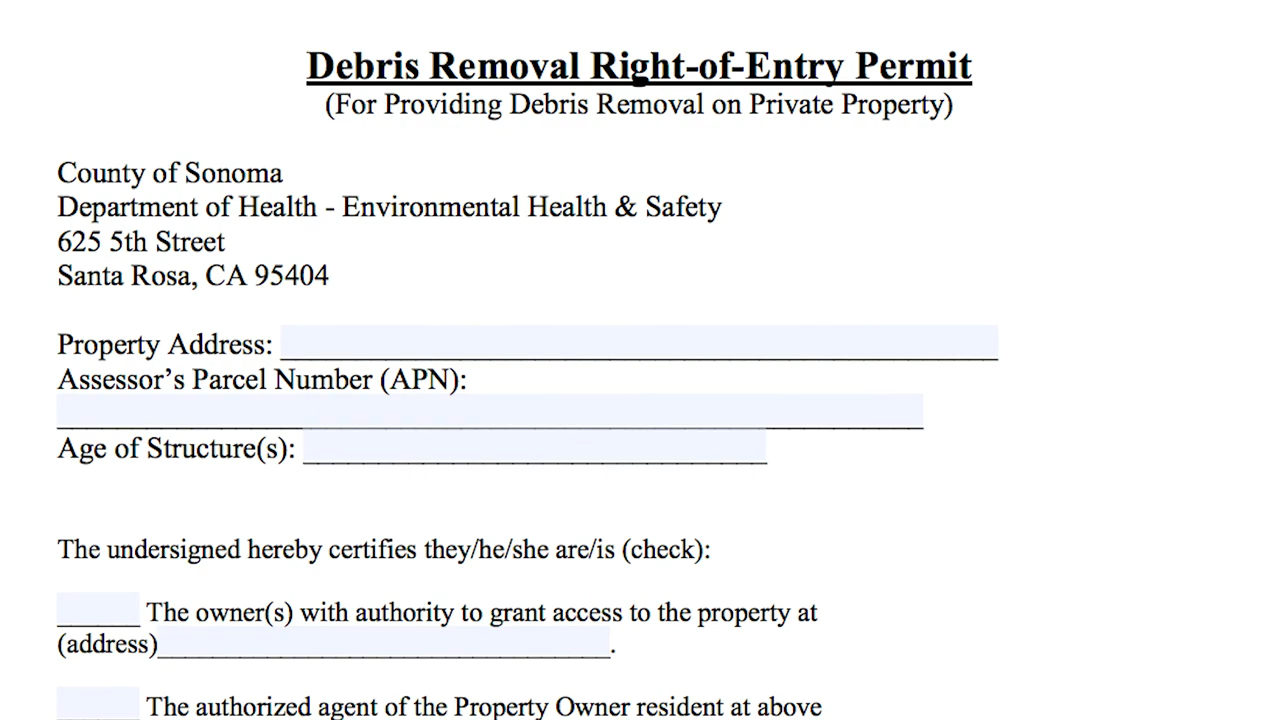 Debris Removal Right-of-Entry Permit
(For Providing Debris Removal on Private Property)
County of Sonoma
Department of Health - Environmental Health & Safety
625 5th Street
Santa Rosa, CA 95404
Property Address:
Assessor’s Parcel Number (APN):
Age of Structure(s):
The undersigned hereby certifies they/he/she are/is (check):
The owner(s) with authority to grant access to the property at
(address) .
The authorized agent of the Property Owner resident at above